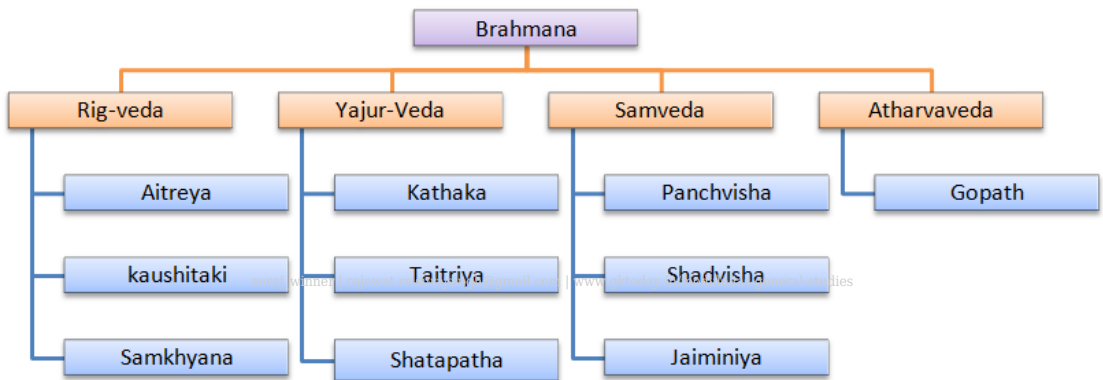 Brahmana
Rig-veda
Yajur-Veda
Samveda
Atharvaveda
Aitreya
Kathaka
Panchvisha
Gopath
kaushitaki
Taitriya
Shadvisha
Samkhyana
Shatapatha
Jaiminiya